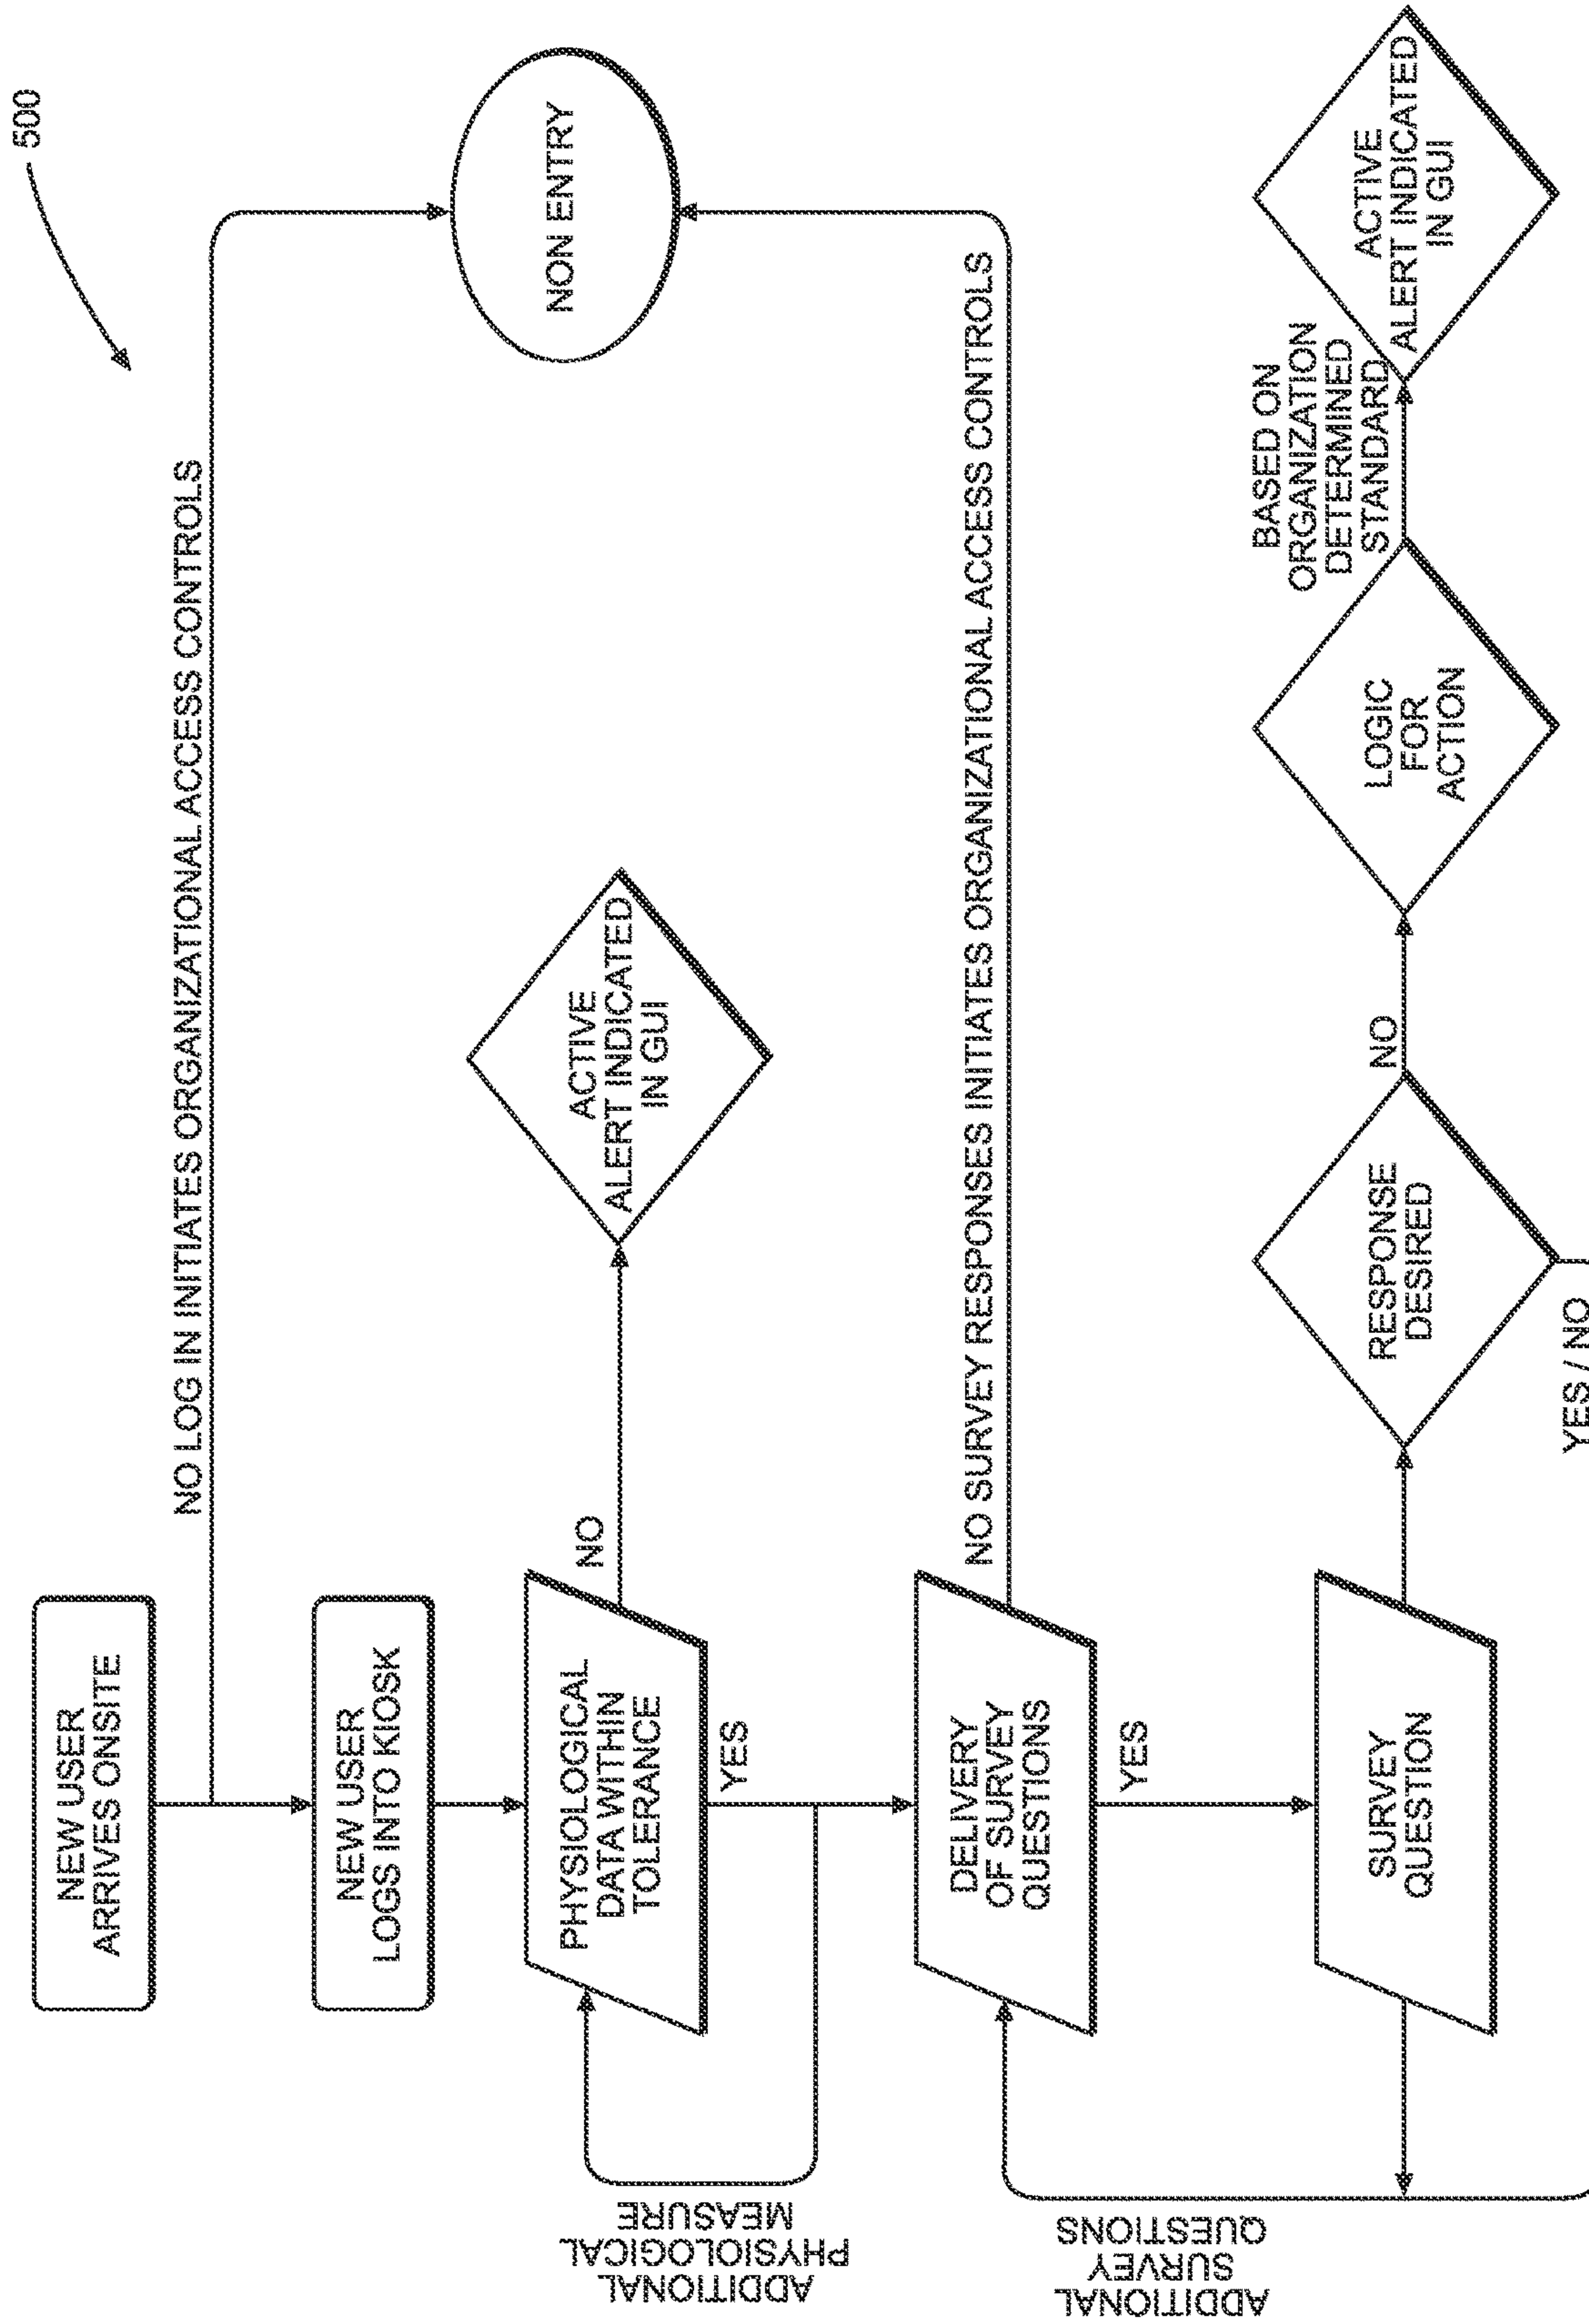 500
NEW USER
ARRIVES ONSITE
NO LOG IN INITIATES ORGANIZATIONAL ACCESS CONTROLS
NEW USER
LOGS INTO KIOSK
NON ENTRY
PHYSIOLOGICAL
DATA WITHIN
TOLERANCE
NO
ACTIVE
ALERT INDICATED
IN GUI
YES
ADDITIONAL
PHYSIOLOGICAL
MEASURE
DELIVERY
OF SURVEY
QUESTIONS
NO SURVEY RESPONSES INITIATES ORGANIZATIONAL ACCESS CONTROLS
YES
ADDITIONAL
SURVEY
QUESTIONS
SURVEY
QUESTION
RESPONSE
DESIRED
NO
LOGIC
FOR
ACTION
BASED ON
ORGANIZATION
DETERMINED
STANDARD
ACTIVE
ALERT INDICATED
IN GUI
YES / NO